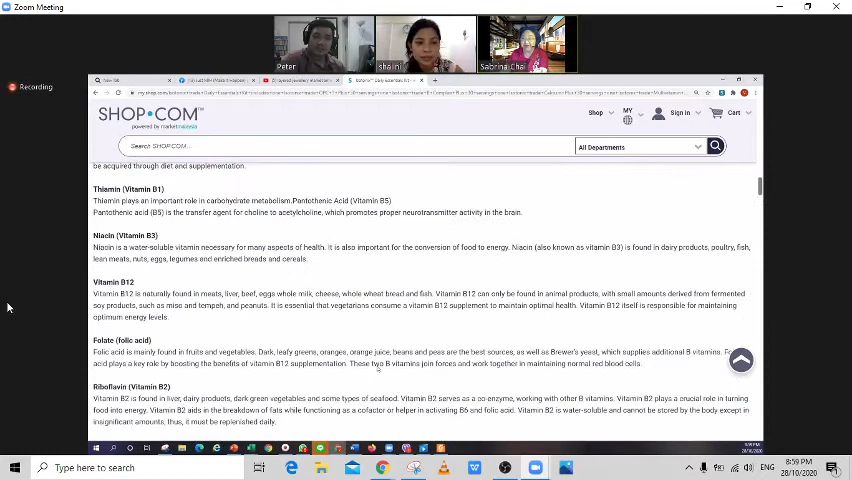 Zoom Meeting
Peter
shalini
Sabrina Chai
Recording
New Tab
SHOP•COM™
powered by marketmalaysia
Shop
MY
Sign In
Cart
Search SHOP.COM...
All Departments
be acquired through diet and supplementation.
Thiamin (Vitamin B1)
Thiamin plays an important role in carbohydrate metabolism.Pantothenic Acid (Vitamin B5)
Pantothenic acid (B5) is the transfer agent for choline to acetylcholine, which promotes proper neurotransmitter activity in the brain.
Niacin (Vitamin B3)
Niacin is a water-soluble vitamin necessary for many aspects of health. It is also important for the conversion of food to energy. Niacin (also known as vitamin B3) is found in dairy products, poultry, fish,
lean meats, nuts, eggs, legumes and enriched breads and cereals.
Vitamin B12
Vitamin B12 is naturally found in meats, liver, beef, eggs whole milk, cheese, whole wheat bread and fish. Vitamin B12 can only be found in animal products, with small amounts derived from fermented
soy products, such as miso and tempeh, and peanuts. It is essential that vegetarians consume a vitamin B12 supplement to maintain optimal health. Vitamin B12 itself is responsible for maintaining
optimum energy levels.
Folate (folic acid)
Folic acid is mainly found in fruits and vegetables. Dark, leafy greens, oranges, orange juice, beans and peas are the best sources, as well as Brewer's yeast, which supplies additional B vitamins.
acid plays a key role by boosting the benefits of vitamin B12 supplementation. These two B vitamins join forces and work together in maintaining normal red blood cells.
Riboflavin (Vitamin B2)
Vitamin B2 is found in liver, dairy products, dark green vegetables and some types of seafood. Vitamin B2 serves as a co-enzyme, working with other B vitamins. Vitamin B2 plays a crucial role in turning
food into energy. Vitamin B2 aids in the breakdown of fats while functioning as a cofactor or helper in activating B6 and folic acid. Vitamin B2 is water-soluble and cannot be stored by the body except in
insignificant amounts, thus, it must be replenished daily.
8:59 PM
28/10/2020
Type here to search
ENG
8:59 PM
28/10/2020